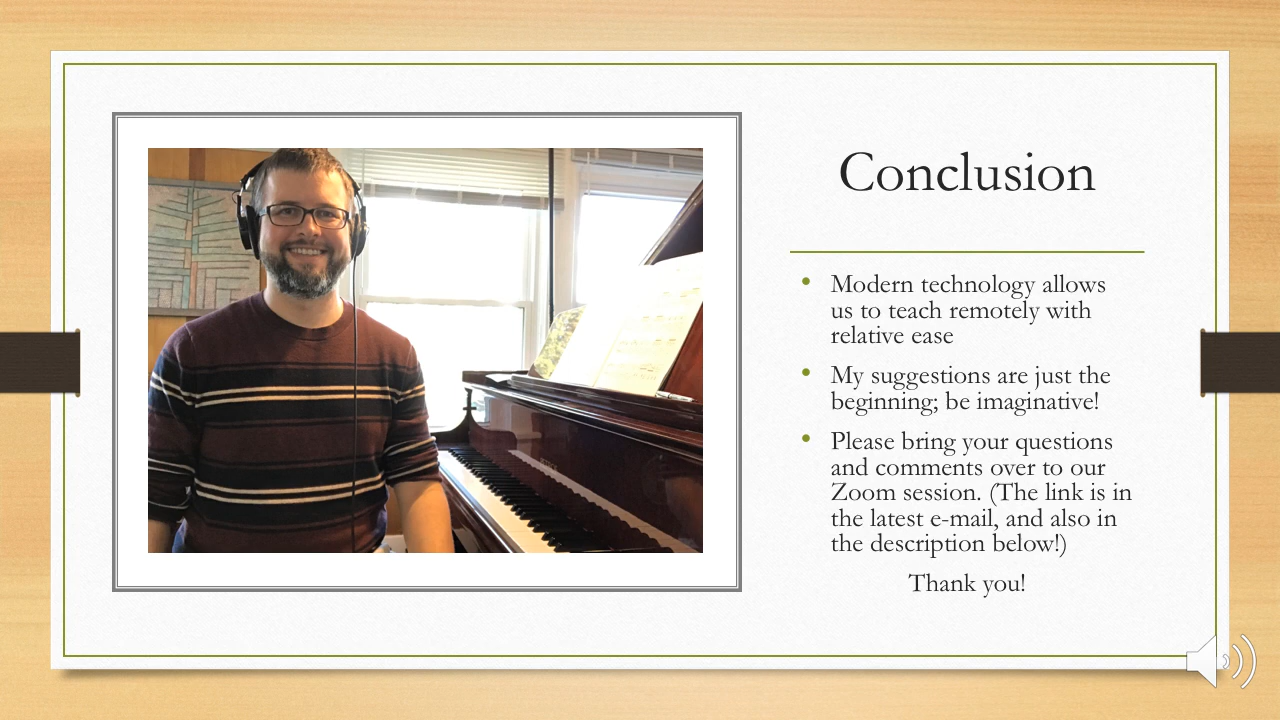 Conclusion
• Modern technology allows
us to teach remotely with
relative ease
• My suggestions are just the
beginning; be imaginative!
• Please bring your questions
and comments over to our
Zoom session. (The link is in
the latest e-mail, and also in
the description below!)
Thank you!